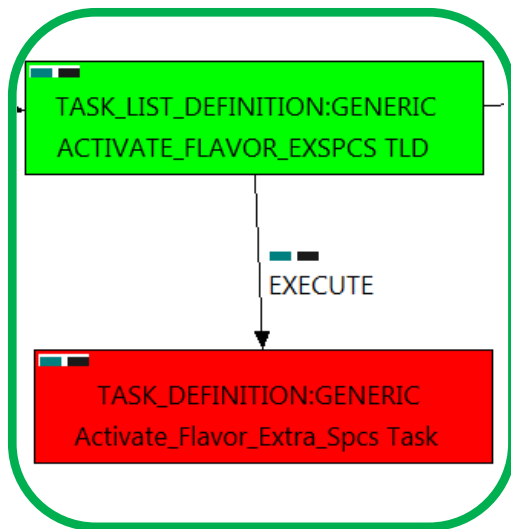 TASK_LIST_DEFINITION:GENERIC
ACTIVATE_FLAVOR_EXSPCS TLD
EXECUTE
TASK_DEFINITION:GENERIC
Activate_Flavor_Extra_Spcs Task